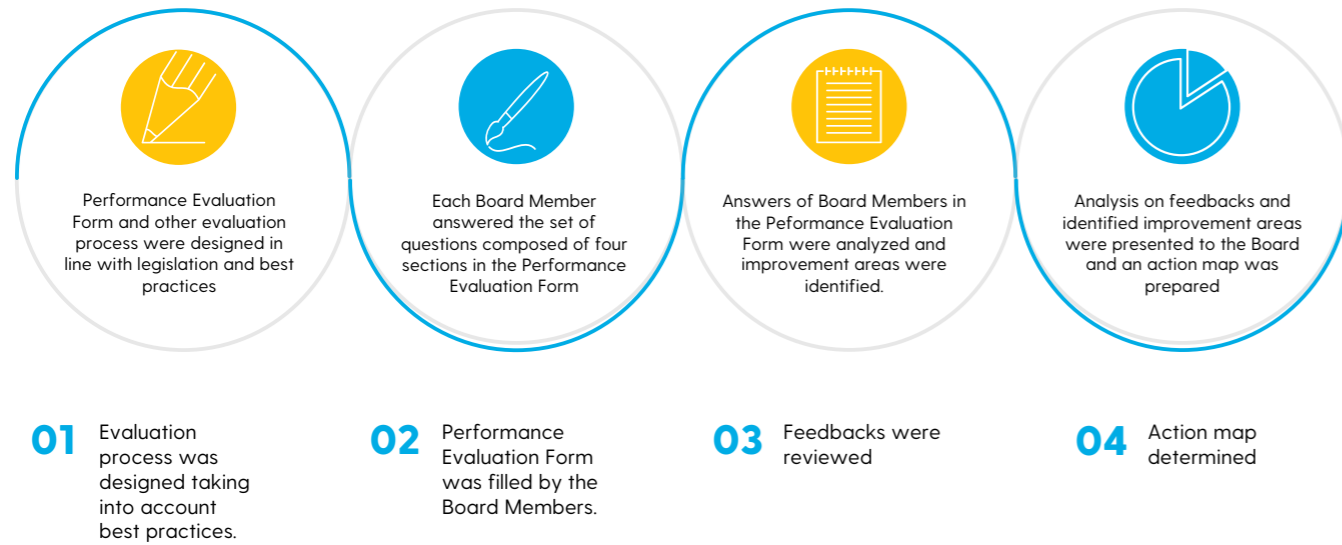 Performance Evaluation
Form and other evaluation
process were designed in
line with legislation and best
practices
Each Board Member
answered the set of
questions composed of four
sections in the Performance
Evaluation Form
Answers of Board Members in
the Peformance Evaluation
Form were analyzed and
improvement areas were
identified.
Analysis on feedbacks and
identified improvement areas
were presented to the Board
and an action map was
prepared
01
Evaluation
process was
designed taking
into account
best practices.
02
Performance
Evaluation Form
was filled by the
Board Members.
03
Feedbacks were
reviewed
04
Action map
determined